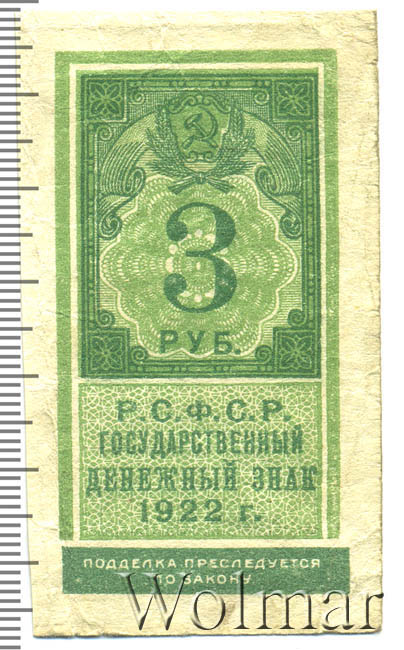 3
РУБ.
Р.С.Ф.С.Р.
ГОСУДАРСТВЕННЫЙ
ДЕНЕЖНЫЙ ЗНАК
1922 г.
ПОДДЕЛКА ПРЕСЛЕДУЕТСЯ
ПО ЗАКОНУ
Wolmar